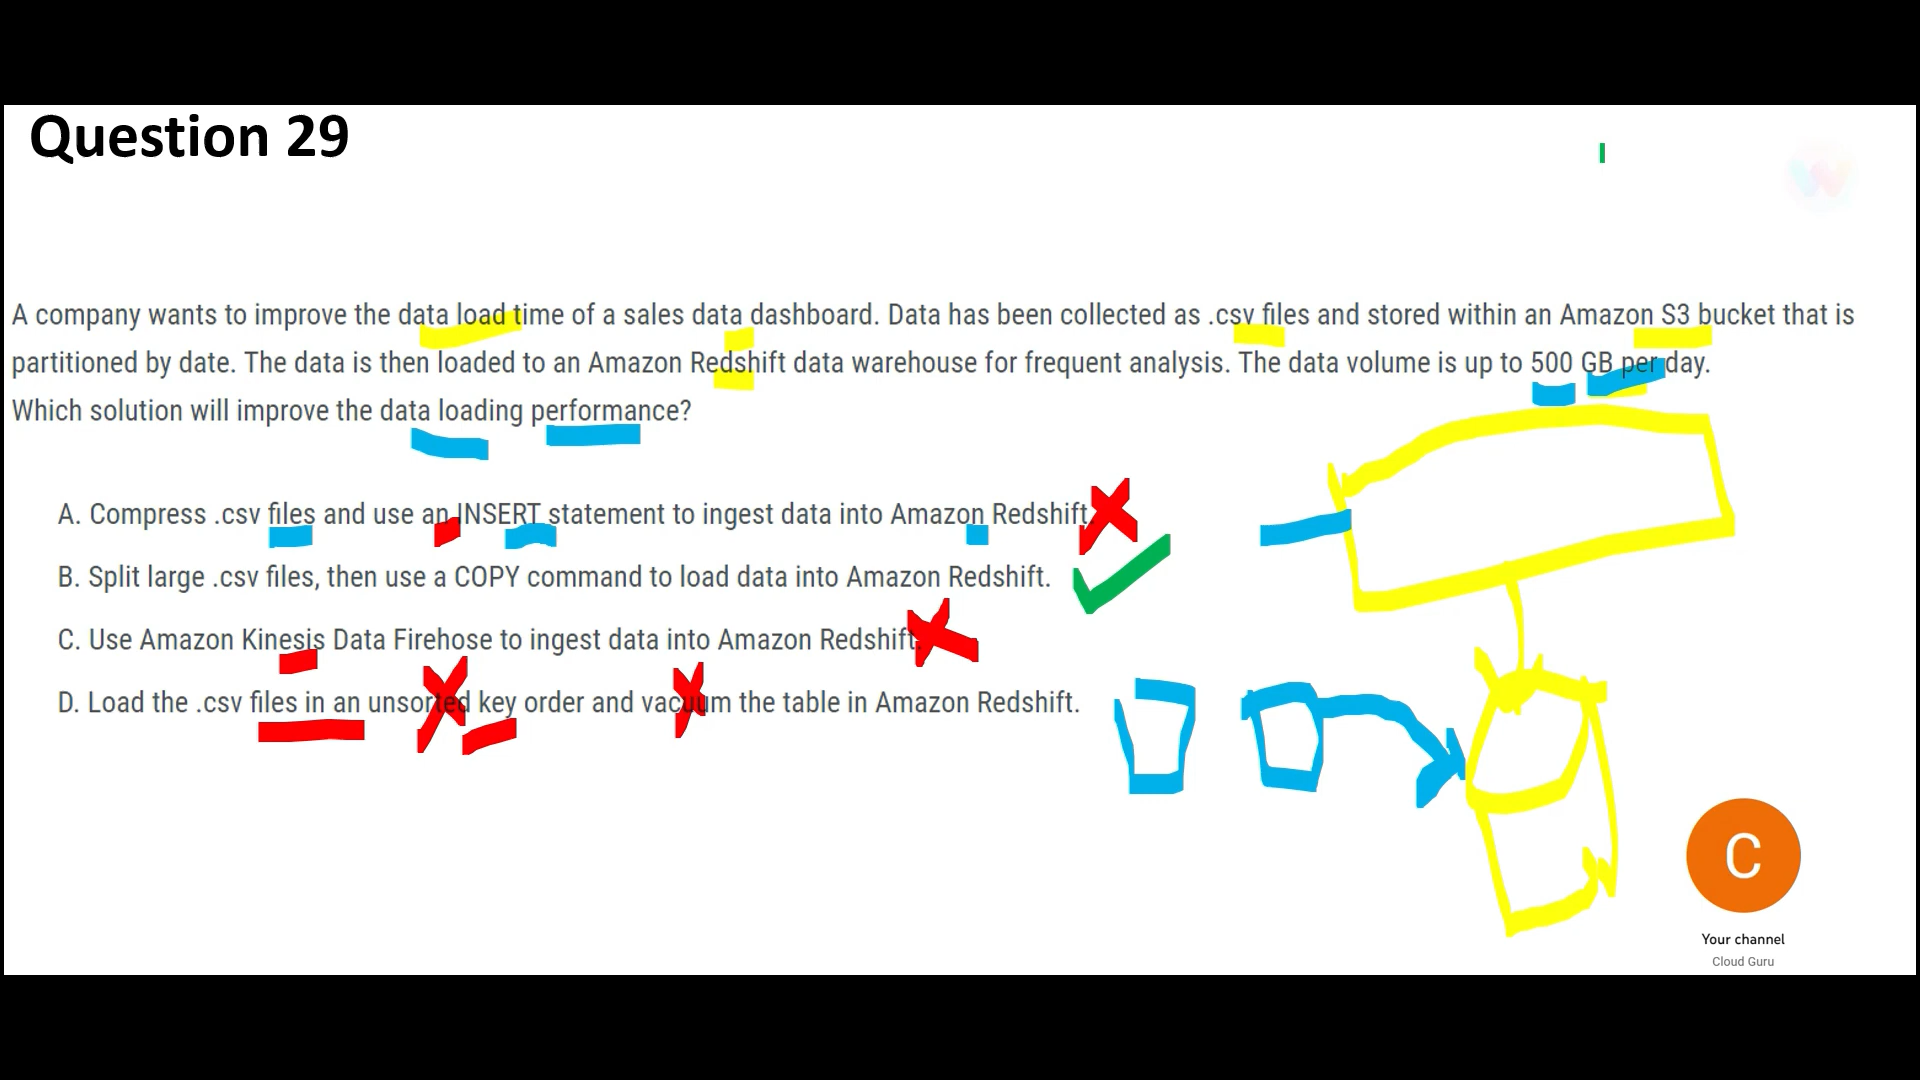 Question 29
A company wants to improve the data load time of a sales data dashboard. Data has been collected as .csv files and stored within an Amazon S3 bucket that is
partitioned by date. The data is then loaded to an Amazon Redshift data warehouse for frequent analysis. The data volume is up to 500 GB per day.
Which solution will improve the data loading performance?
A. Compress .csv files and use an INSERT statement to ingest data into Amazon Redshift.
B. Split large .csv files, then use a COPY command to load data into Amazon Redshift.
C. Use Amazon Kinesis Data Firehose to ingest data into Amazon Redshift.
D. Load the .csv files in an unsorted key order and vacuum the table in Amazon Redshift.
C
Your channel
Cloud Guru